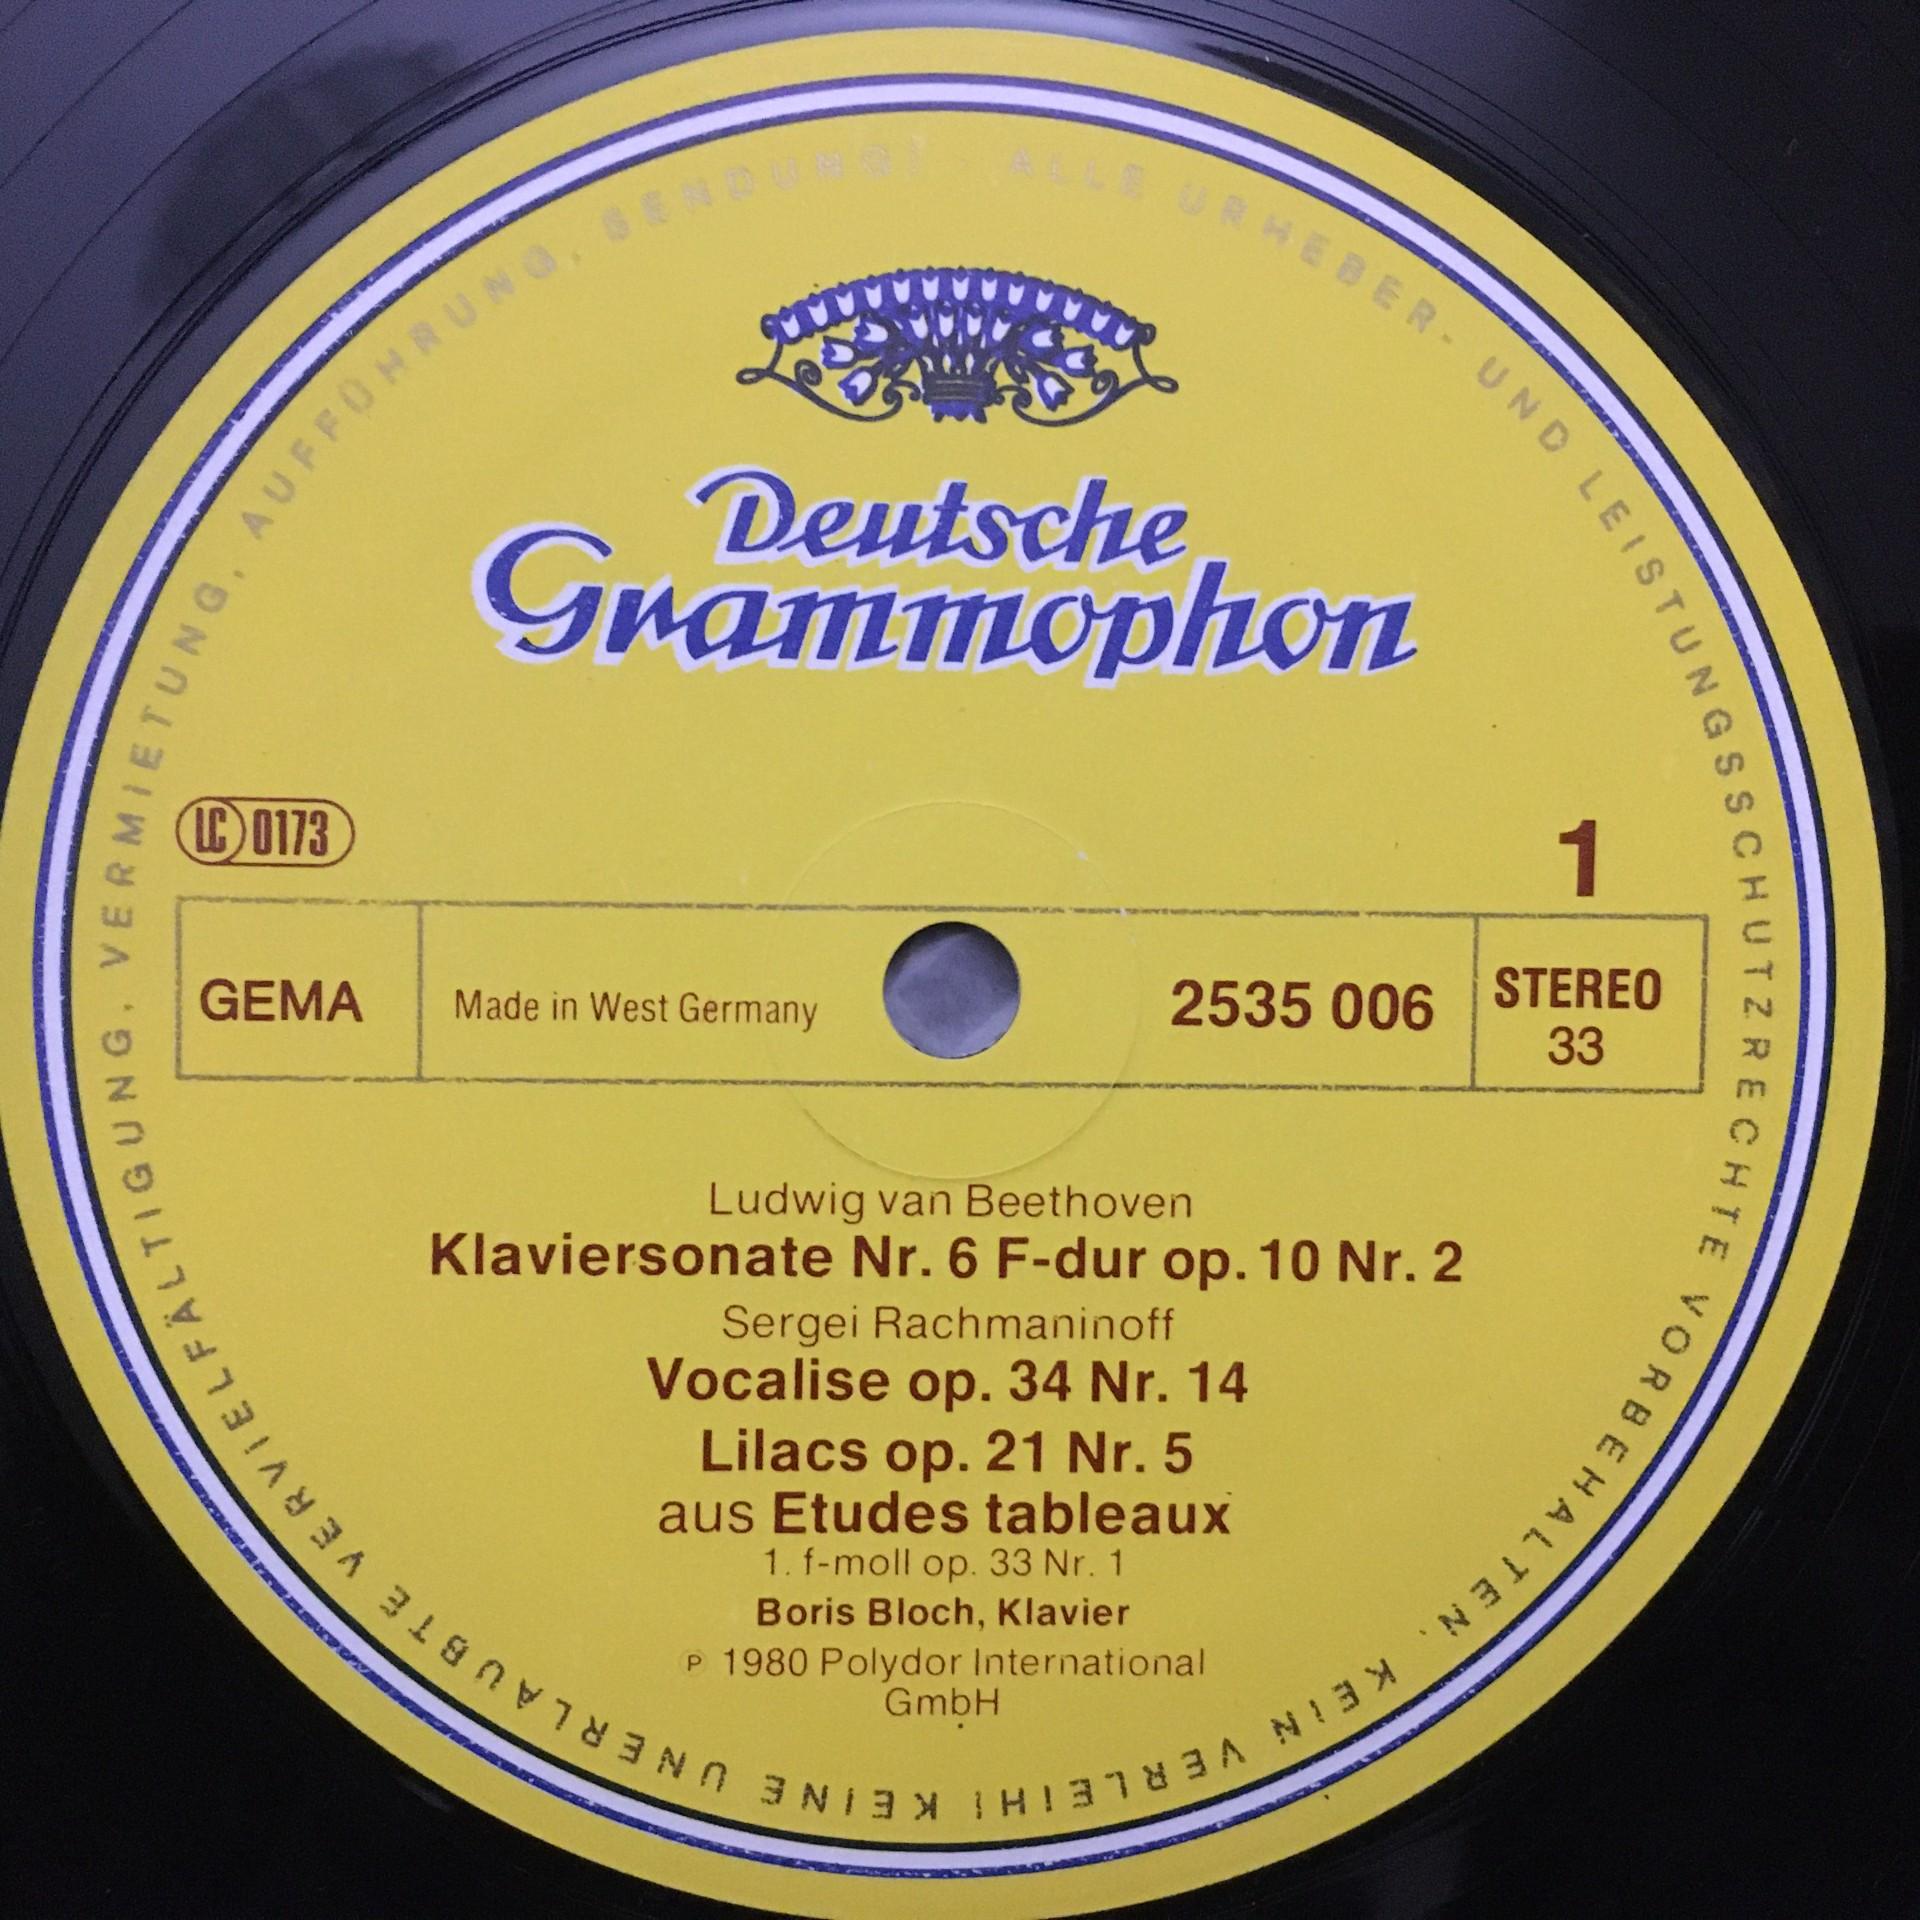 ALLE URHEBER- UND LEISTUNGSSCHUTZRECHTE VORBEHALTEN. KEIN VERLEIH! KEINE UNERLAUBTE VERVIELFÄLTIGUNG, VERMIETUNG, AUFFÜHRUNG, SENDUNG!
Deutsche
Grammophon
LC 0173
1
GEMA
Made in West Germany
2535 006
STEREO
33
Ludwig van Beethoven
Klaviersonate Nr. 6 F-dur op. 10 Nr. 2
Sergei Rachmaninoff
Vocalise op. 34 Nr. 14
Lilacs op. 21 Nr. 5
aus Etudes tableaux
1. f-moll op. 33 Nr. 1
Boris Bloch, Klavier
℗ 1980 Polydor International
GmbH